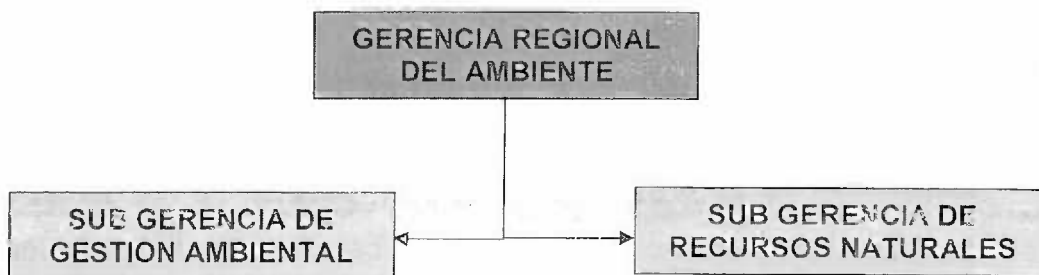 GERENCIA REGIONAL
DEL AMBIENTE
SUB GERENCIA DE
GESTION AMBIENTAL
SUB GERENCIA DE
RECURSOS NATURALES